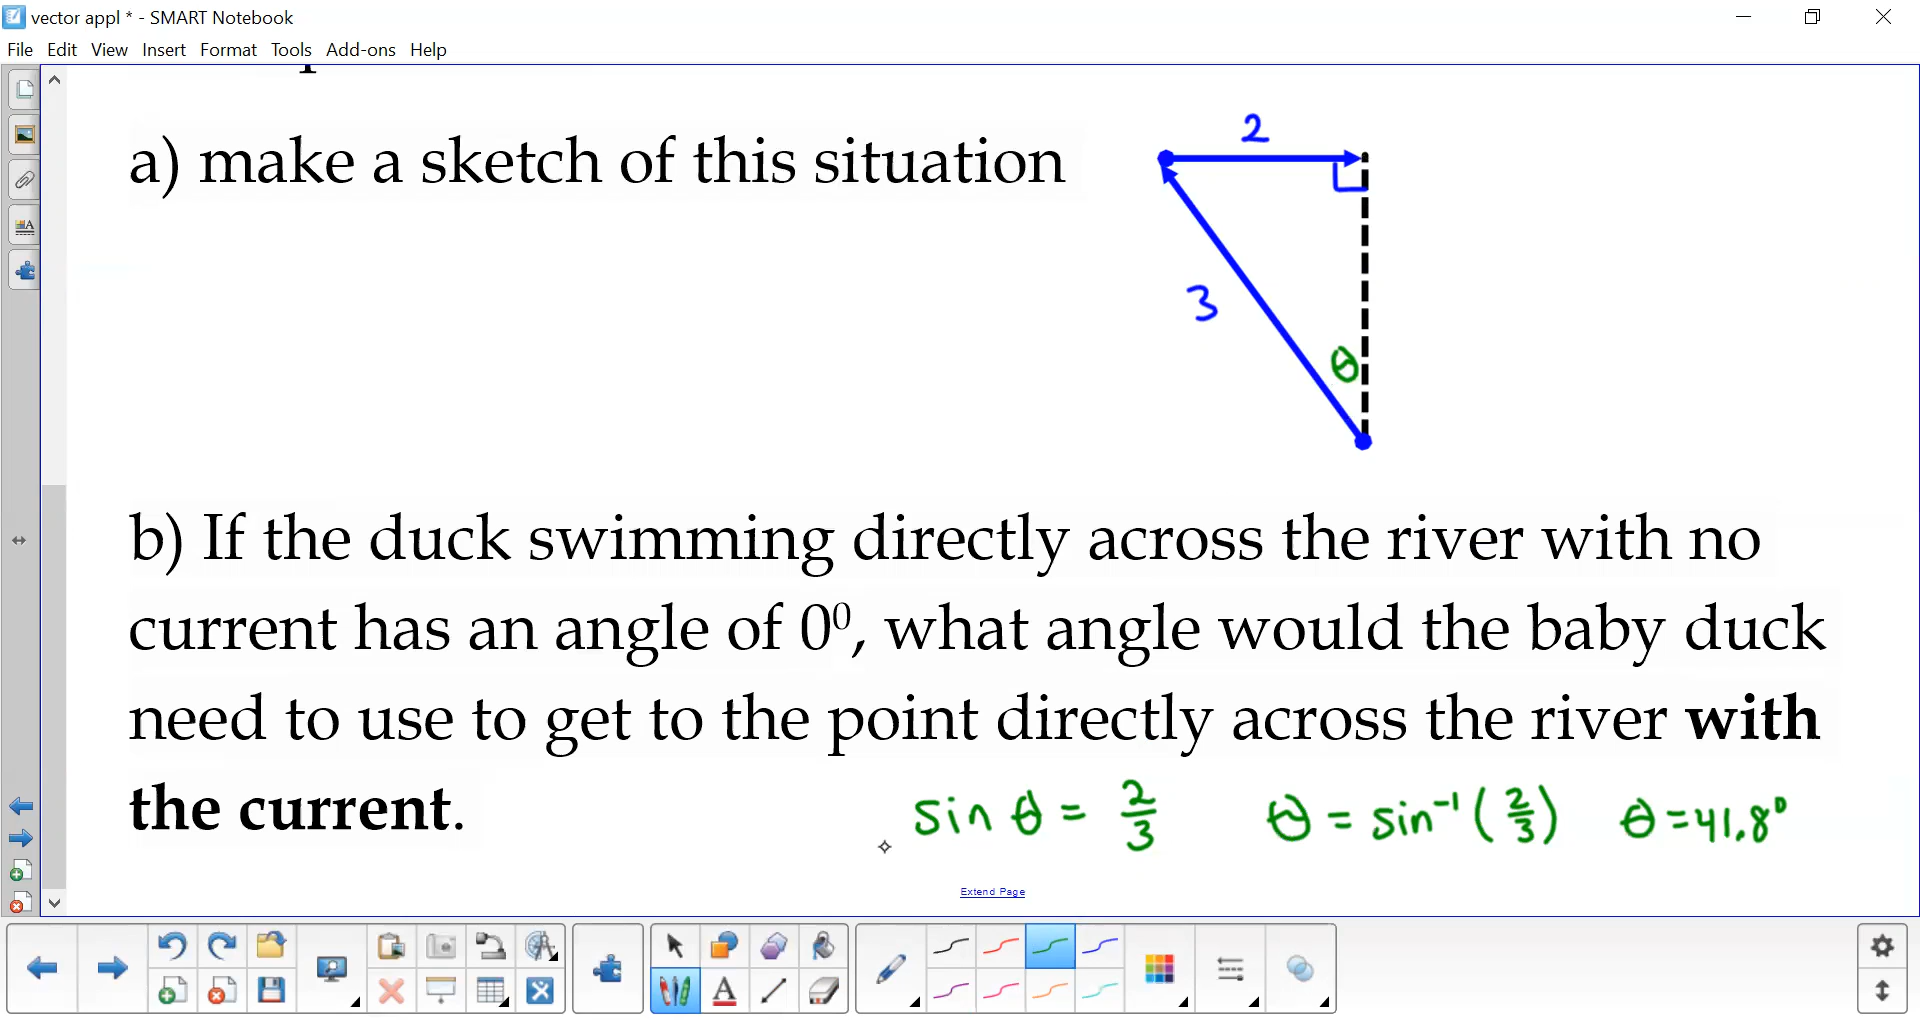 vector appl * - SMART Notebook
File Edit View Insert Format Tools Add-ons Help
a) make a sketch of this situation
2
3
θ
b) If the duck swimming directly across the river with no
current has an angle of 0⁰, what angle would the baby duck
need to use to get to the point directly across the river with
the current.
sin θ = 2/3 θ = sin⁻¹(2/3) θ = 41.8°
Extend Page